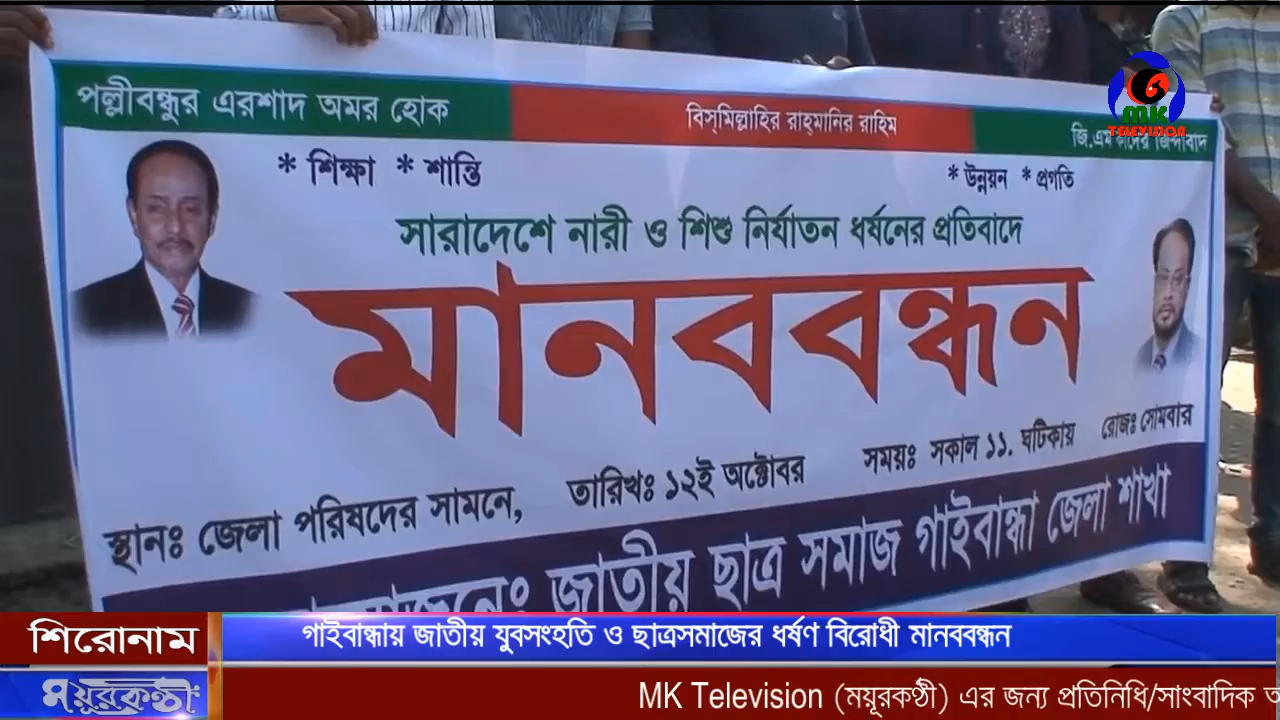 পল্লীবন্ধুর এরশাদ অমর হোক
বিস্‌মিল্লাহির রাহ্‌মানির রাহিম
জি.এম কাদের জিন্দাবাদ
MK
TELEVISION
* শিক্ষা * শান্তি
* উন্নয়ন * প্রগতি
সারাদেশে নারী ও শিশু নির্যাতন ধর্ষনের প্রতিবাদে
মানববন্ধন
স্থানঃ জেলা পরিষদের সামনে, তারিখঃ ১২ই অক্টোবর সময়ঃ সকাল ১১. ঘটিকায় রোজঃ সোমবার
জাতীয় ছাত্র সমাজ গাইবান্ধা জেলা শাখা
শিরোনাম
গাইবান্ধায় জাতীয় যুবসংহতি ও ছাত্রসমাজের ধর্ষণ বিরোধী মানববন্ধন
ময়ূরকণ্ঠী
MK Television (ময়ূরকণ্ঠী) এর জন্য প্রতিনিধি/সাংবাদিক